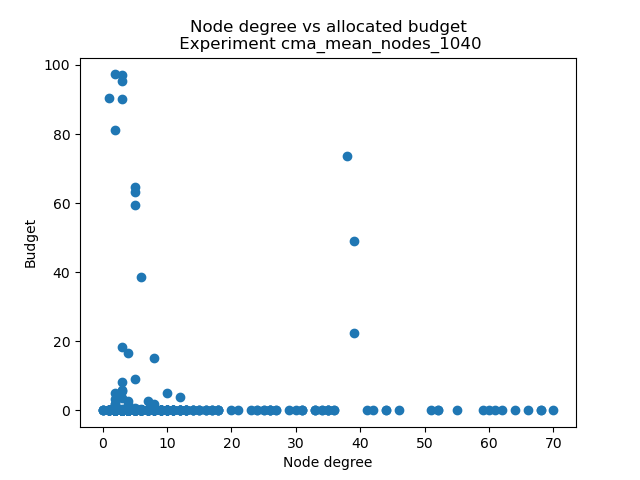 Node degree vs allocated budget
Experiment cma_mean_nodes_1040
100
80
60
40
20
0
Budget
0 10 20 30 40 50 60 70
Node degree